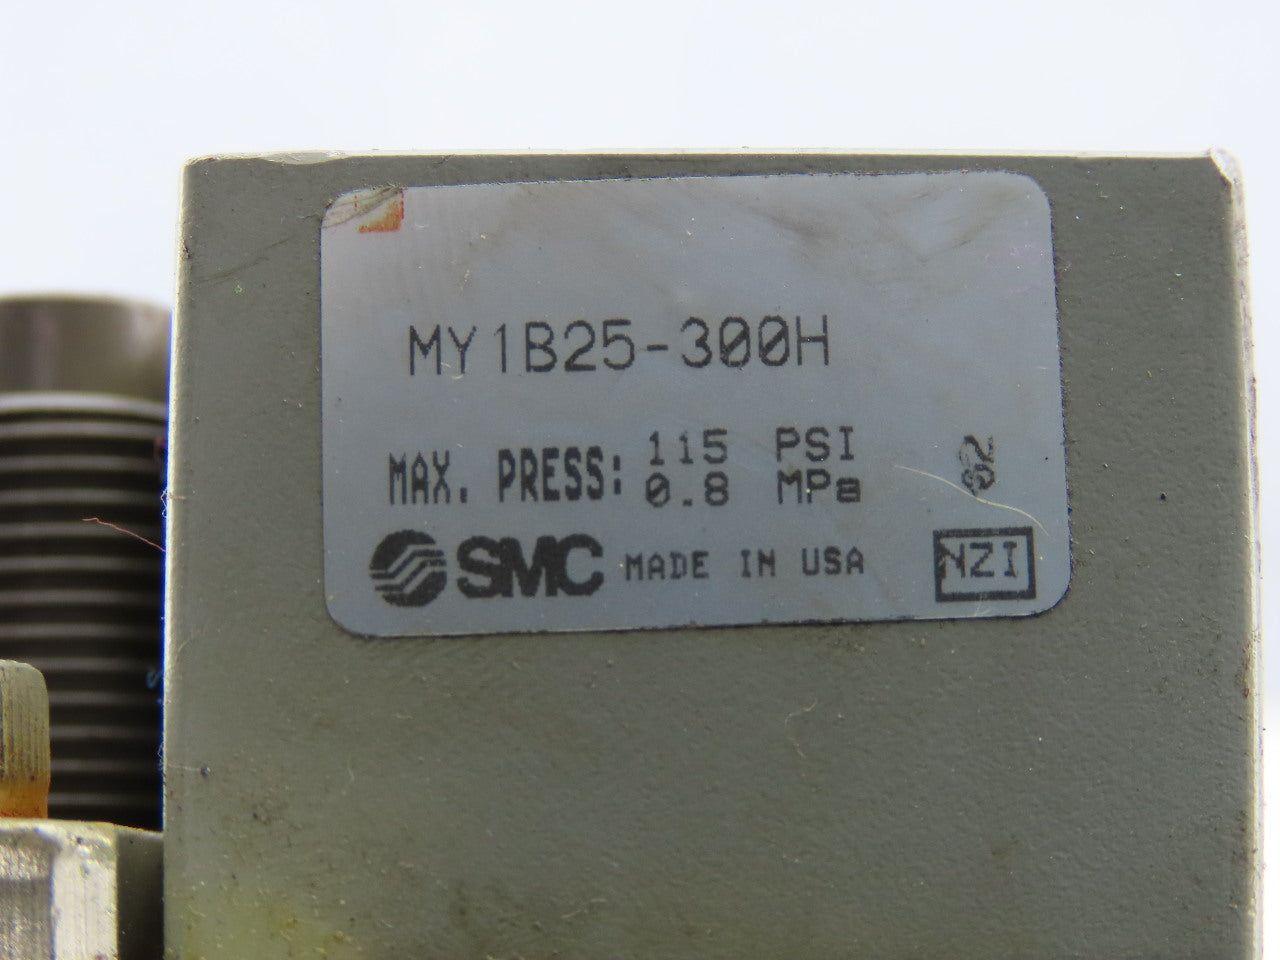 MY1B25-300H
MAX. PRESS: 115 PSI
0.8 MPa
SMC MADE IN USA
NZI